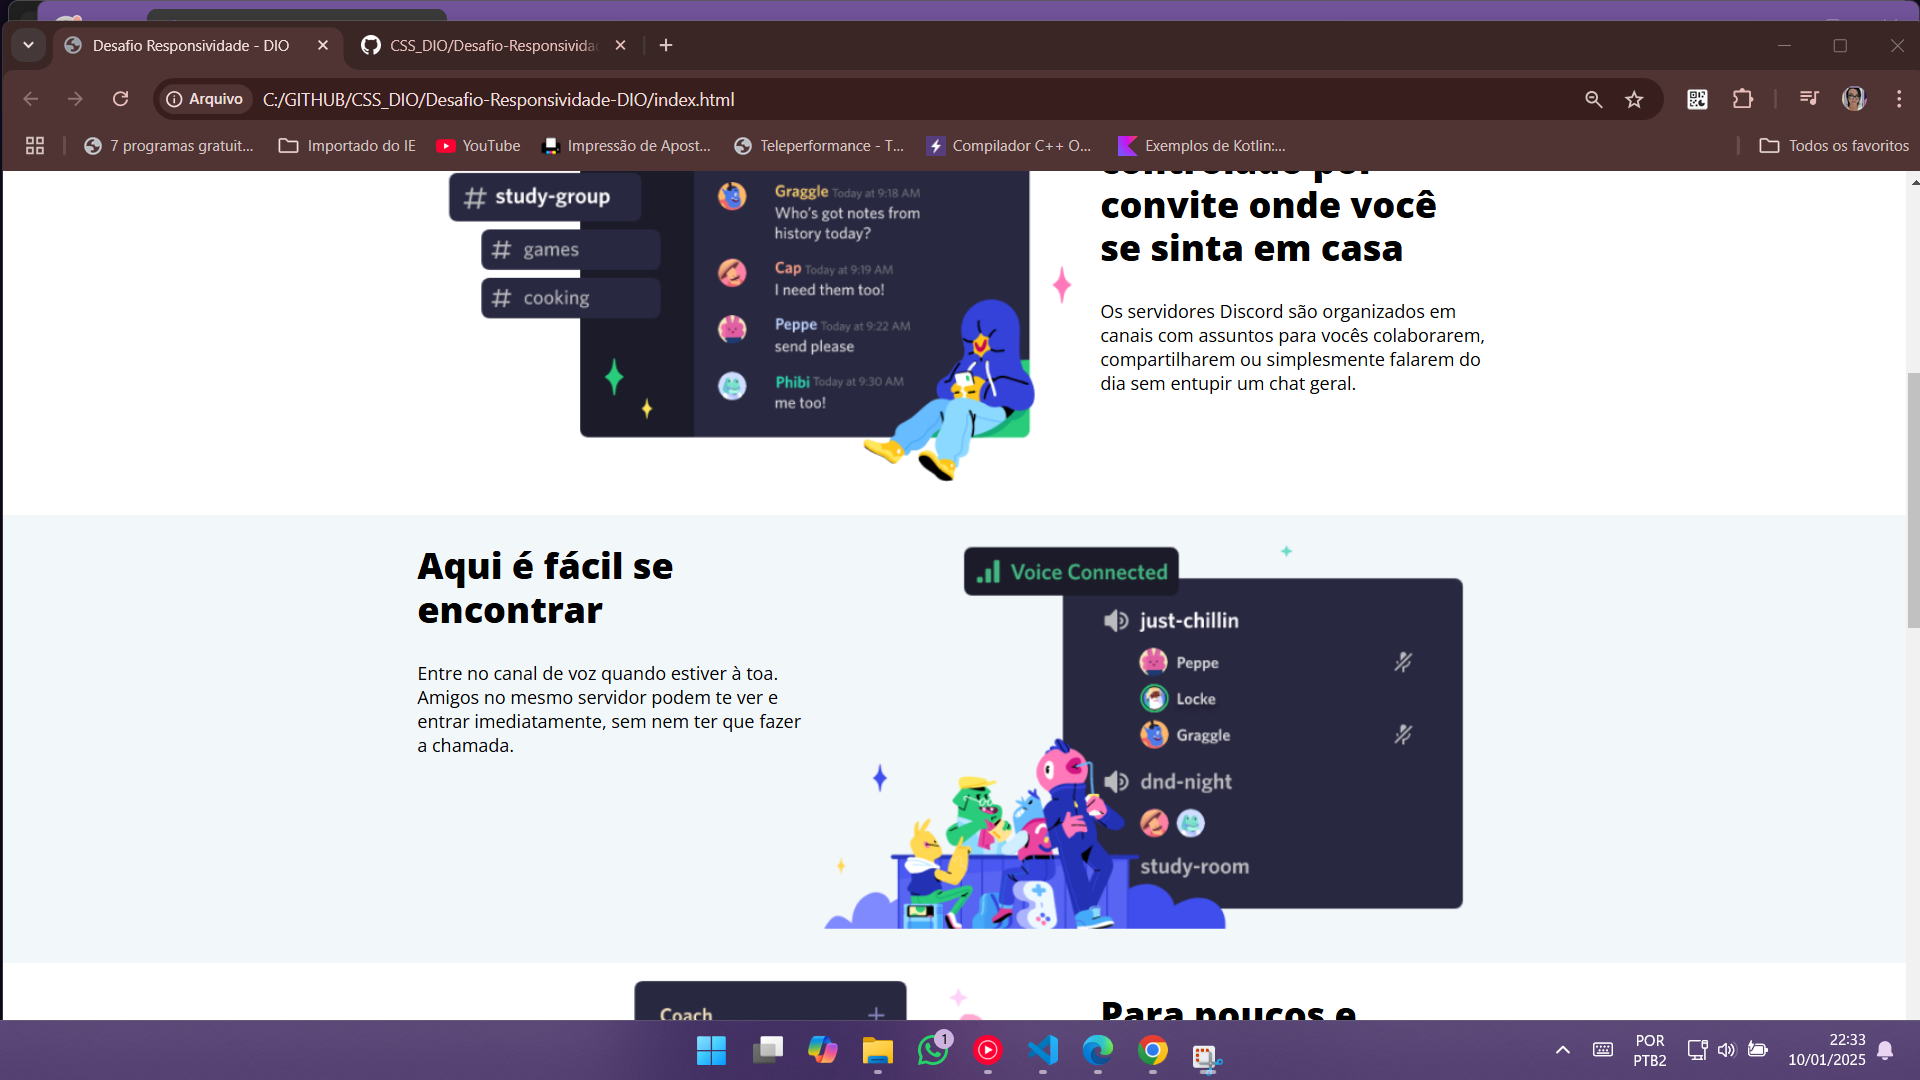 Desafio Responsividade - DIO
CSS_DIO/Desafio-Responsivida
Arquivo
C:/GITHUB/CSS_DIO/Desafio-Responsividade-DIO/index.html
7 programas gratuit...
Importado do IE
YouTube
Impressão de Apost...
Teleperformance - T...
Compilador C++ O...
Exemplos de Kotlin:...
Todos os favoritos
# study-group
# games
# cooking
Graggle Today at 9:18 AM
Who's got notes from
history today?
Cap Today at 9:19 AM
I need them too!
Peppe Today at 9:22 AM
send please
Phibi Today at 9:30 AM
me too!
controlado por
convite onde você
se sinta em casa
Os servidores Discord são organizados em
canais com assuntos para vocês colaborarem,
compartilharem ou simplesmente falarem do
dia sem entupir um chat geral.
Aqui é fácil se
encontrar
Entre no canal de voz quando estiver à toa.
Amigos no mesmo servidor podem te ver e
entrar imediatamente, sem nem ter que fazer
a chamada.
Voice Connected
just-chillin
Peppe
Locke
Graggle
dnd-night
study-room
Coach
Para poucos e
1
POR
PTB2
22:33
10/01/2025